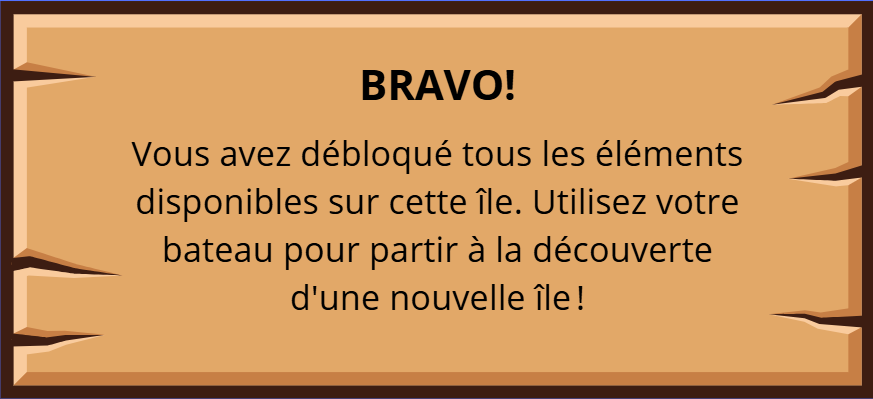 BRAVO!
Vous avez débloqué tous les éléments
disponibles sur cette île. Utilisez votre
bateau pour partir à la découverte
d'une nouvelle île !